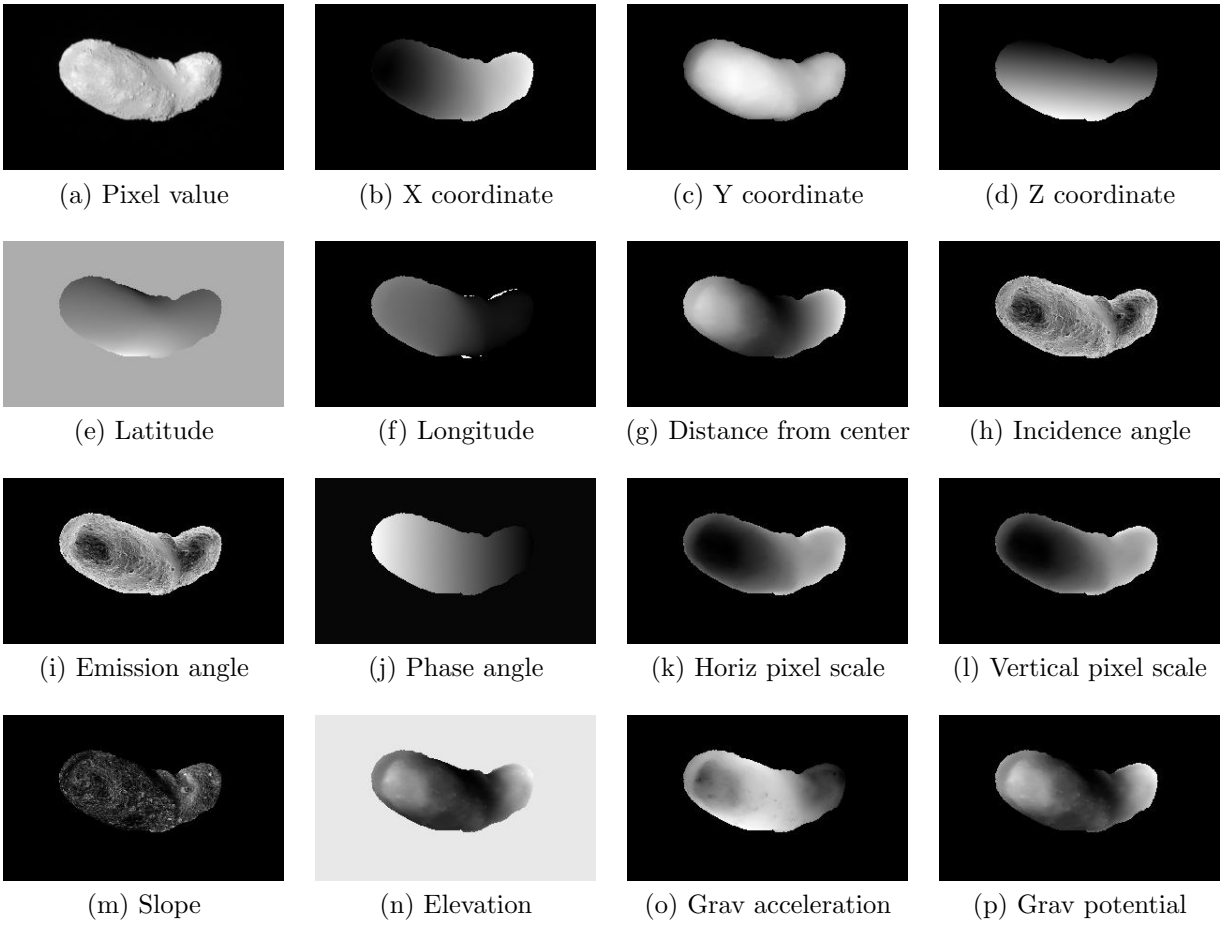 (a) Pixel value
(b) X coordinate
(c) Y coordinate
(d) Z coordinate
(e) Latitude
(f) Longitude
(g) Distance from center
(h) Incidence angle
(i) Emission angle
(j) Phase angle
(k) Horiz pixel scale
(l) Vertical pixel scale
(m) Slope
(n) Elevation
(o) Grav acceleration
(p) Grav potential